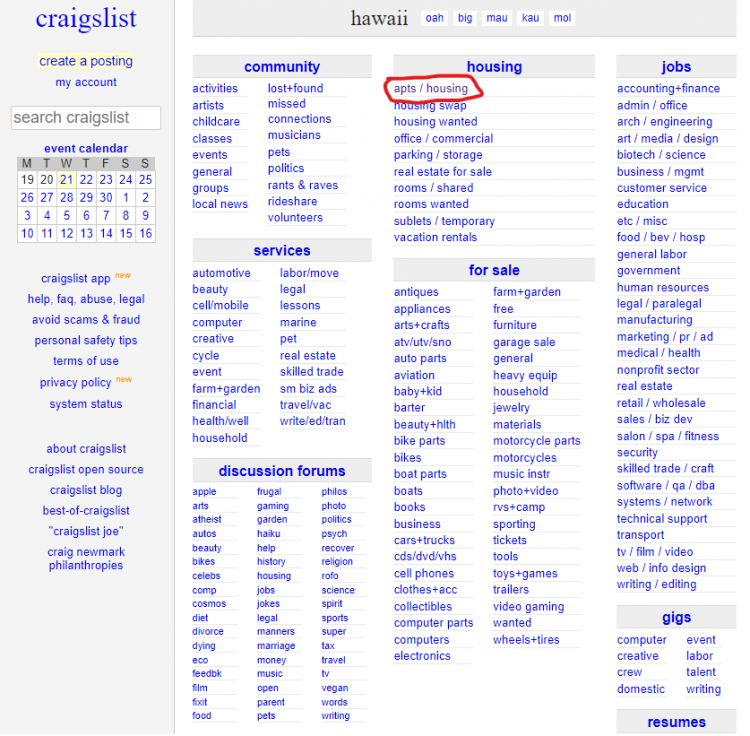 craigslist
create a posting
my account
search craigslist
event calendar
M T W T F S S
19 20 21 22 23 24 25
26 27 28 29 30 1 2
3 4 5 6 7 8 9
10 11 12 13 14 15 16
craigslist app new
help, faq, abuse, legal
avoid scams & fraud
personal safety tips
terms of use
privacy policy new
system status
about craigslist
craigslist open source
craigslist blog
best-of-craigslist
"craigslist joe"
craig newmark
philanthropies
hawaii oah big mau kau mol
community
activities
artists
childcare
classes
events
general
groups
local news
lost+found
missed
connections
musicians
pets
politics
rants & raves
rideshare
volunteers
services
automotive
beauty
cell/mobile
computer
creative
cycle
event
farm+garden
financial
health/well
household
labor/move
legal
lessons
marine
pet
real estate
skilled trade
sm biz ads
travel/vac
write/ed/tran
discussion forums
apple
arts
atheist
autos
beauty
bikes
celebs
comp
cosmos
diet
divorce
dying
eco
feedbk
film
fixit
food
frugal
gaming
garden
haiku
help
history
housing
jobs
jokes
legal
manners
marriage
money
music
open
parent
pets
philos
photo
politics
psych
recover
religion
rofo
science
spirit
sports
super
tax
travel
tv
vegan
words
writing
housing
apts / housing
housing swap
housing wanted
office / commercial
parking / storage
real estate for sale
rooms / shared
rooms wanted
sublets / temporary
vacation rentals
for sale
antiques
appliances
arts+crafts
atv/utv/sno
auto parts
aviation
baby+kid
barter
beauty+hlth
bike parts
bikes
boat parts
boats
books
business
cars+trucks
cds/dvd/vhs
cell phones
clothes+acc
collectibles
computer parts
computers
electronics
farm+garden
free
furniture
garage sale
general
heavy equip
household
jewelry
materials
motorcycle parts
motorcycles
music instr
photo+video
rvs+camp
sporting
tickets
tools
toys+games
trailers
video gaming
wanted
wheels+tires
jobs
accounting+finance
admin / office
arch / engineering
art / media / design
biotech / science
business / mgmt
customer service
education
etc / misc
food / bev / hosp
general labor
government
human resources
legal / paralegal
manufacturing
marketing / pr / ad
medical / health
nonprofit sector
real estate
retail / wholesale
sales / biz dev
salon / spa / fitness
security
skilled trade / craft
software / qa / dba
systems / network
technical support
transport
tv / film / video
web / info design
writing / editing
gigs
computer
creative
crew
domestic
event
labor
talent
writing
resumes